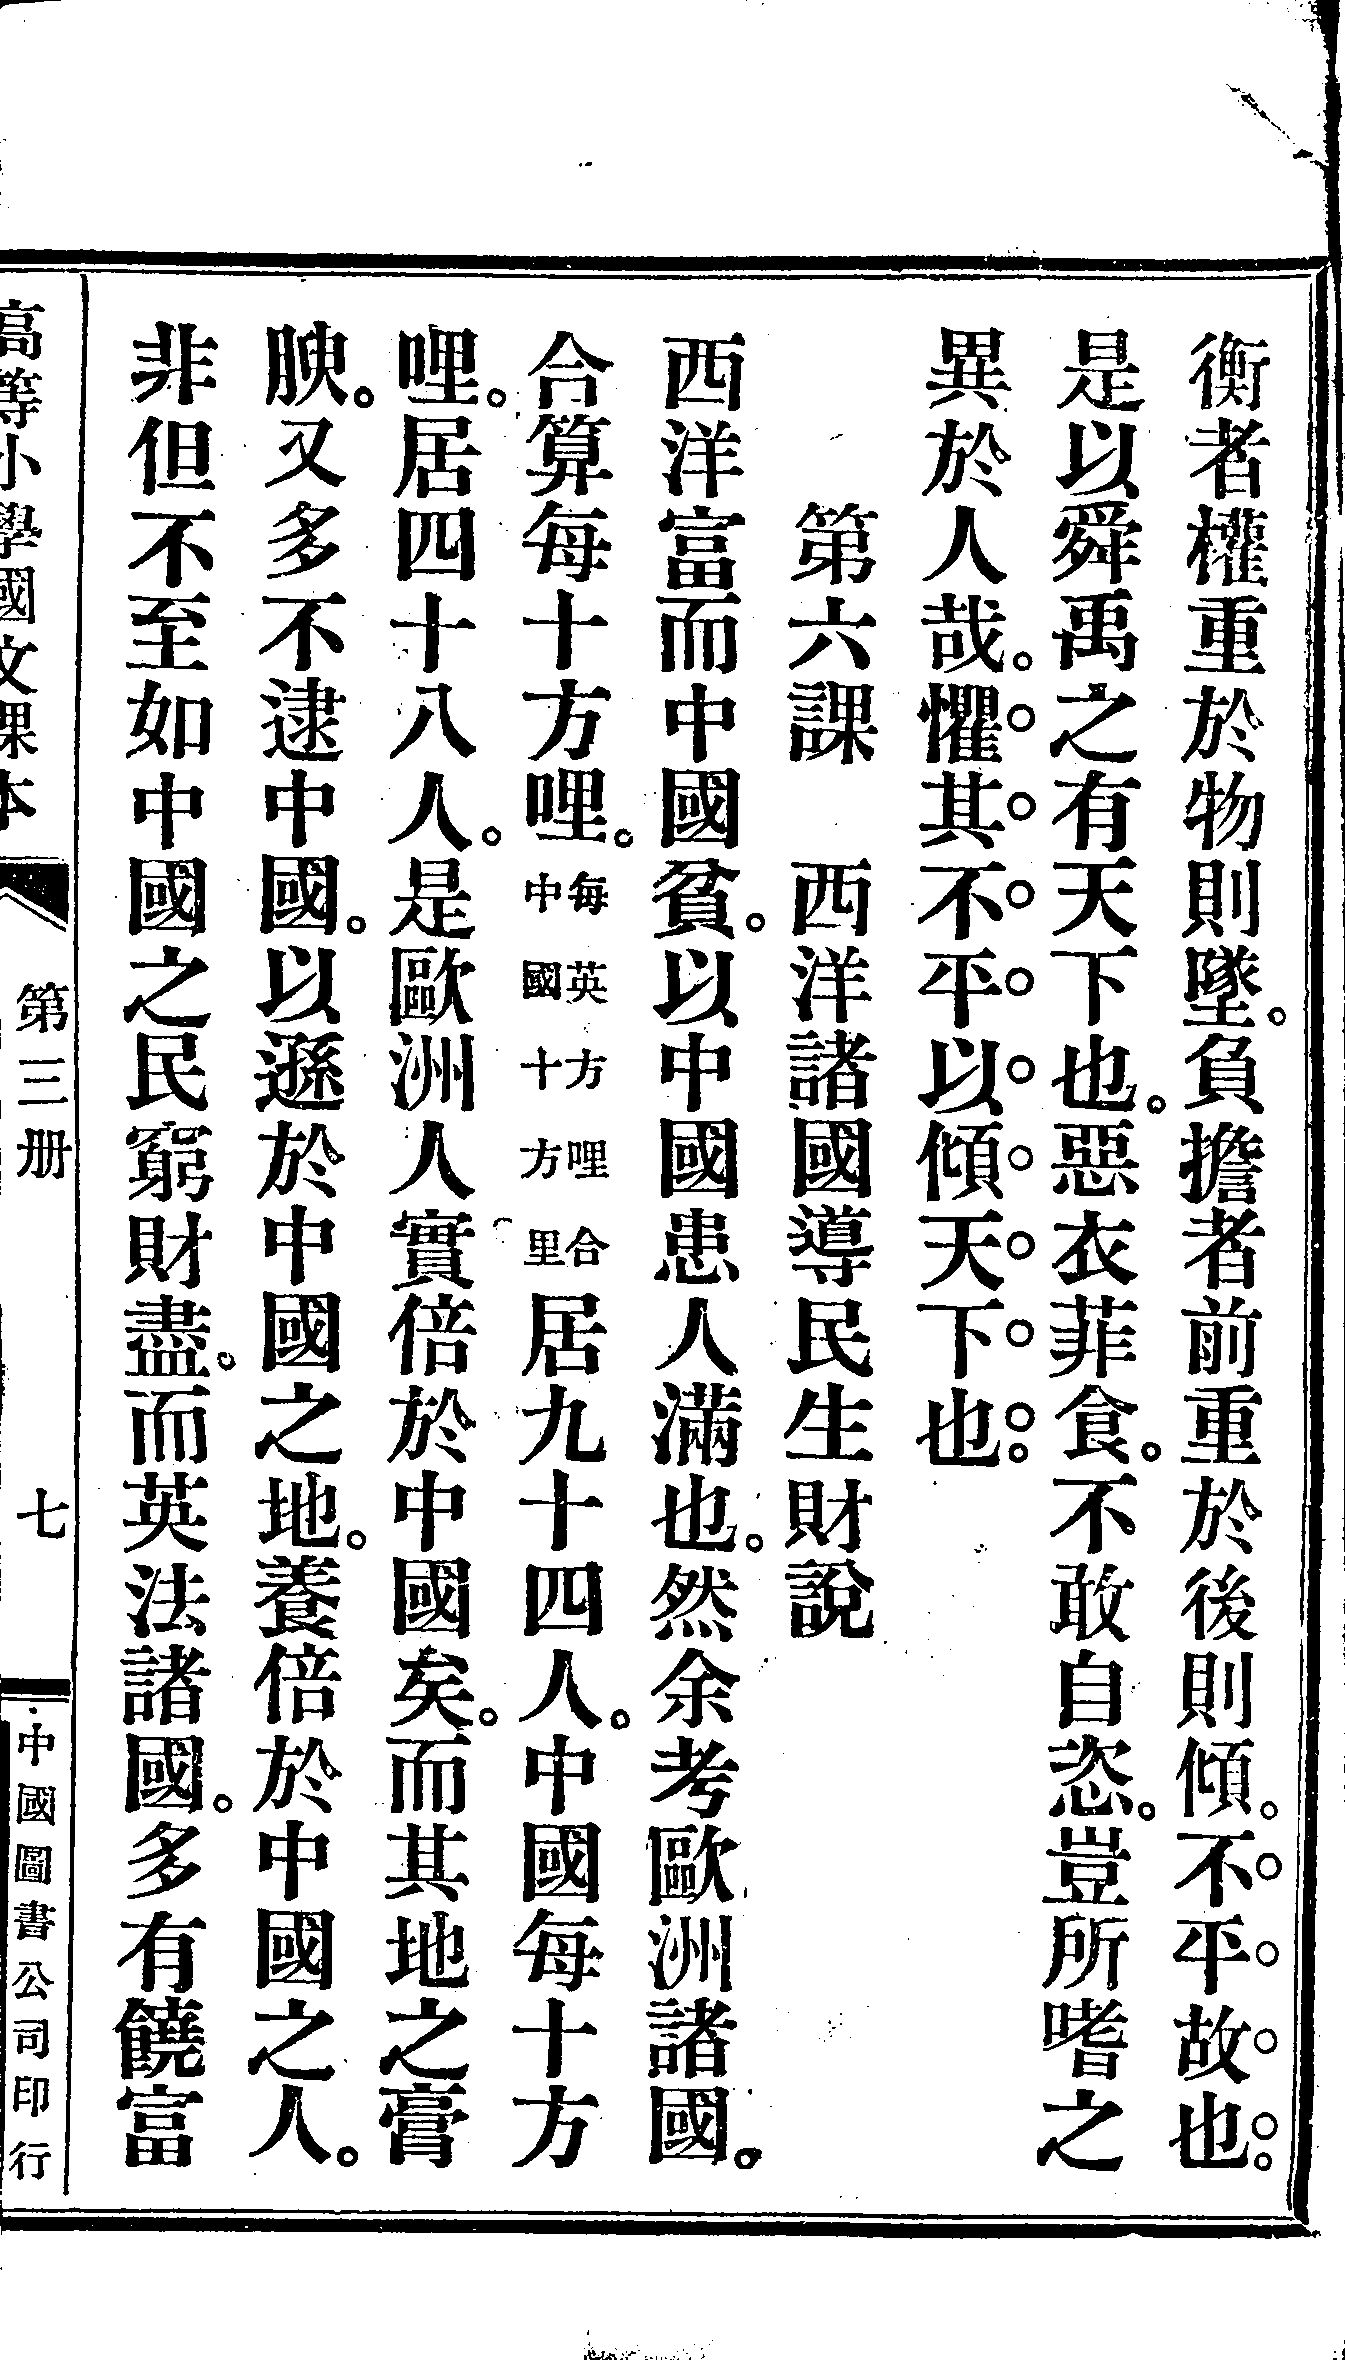 衡者權重於物則墜。負擔者前重於後則傾。不平故也。
是以舜禹之有天下也。惡衣菲食。不敢自恣。豈所嗜之
異於人哉。懼其不平以傾天下也。
第六課　西洋諸國導民生財說
西洋富而中國貧。以中國患人滿也。然余考歐洲諸國。
合算每十方哩。每英方哩合中國十方里居九十四人。中國每十方
哩。居四十八人。是歐洲人實倍於中國矣。而其地之膏
腴。又多不逮中國。以遜於中國之地。養倍於中國之人。
非但不至如中國之民窮財盡。而英法諸國。多有饒富
高等小學國文課本　第三册　七　中國圖書公司印行